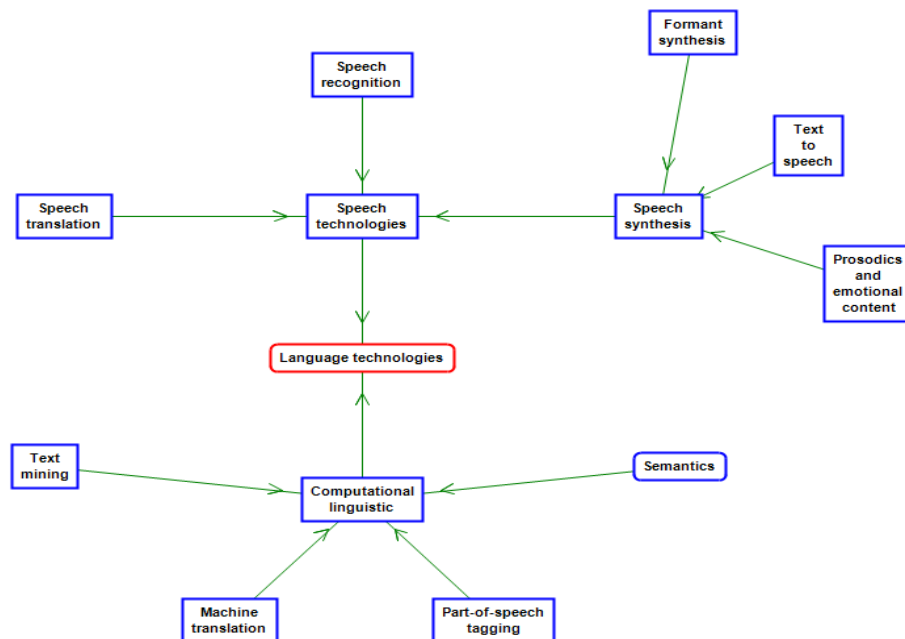 Formant
synthesis
Speech
recognition
Text
to
speech
Speech
translation
Speech
technologies
Speech
synthesis
Prosodics
and
emotional
content
Language technologies
Text
mining
Semantics
Computational
linguistic
Machine
translation
Part-of-speech
tagging